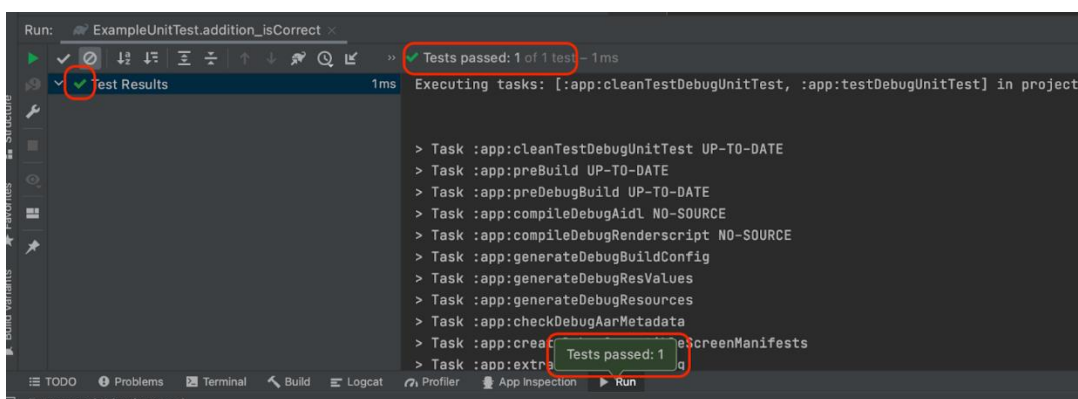 Run: ExampleUnitTest.addition_isCorrect
Tests passed: 1 of 1 test – 1ms
Test Results 1ms
Executing tasks: [:app:cleanTestDebugUnitTest, :app:testDebugUnitTest] in project
> Task :app:cleanTestDebugUnitTest UP-TO-DATE
> Task :app:preBuild UP-TO-DATE
> Task :app:preDebugBuild UP-TO-DATE
> Task :app:compileDebugAidl NO-SOURCE
> Task :app:compileDebugRenderscript NO-SOURCE
> Task :app:generateDebugBuildConfig
> Task :app:generateDebugResValues
> Task :app:generateDebugResources
> Task :app:checkDebugAarMetadata
> Task :app:crea eScreenManifests
> Task :app:extra
Tests passed: 1
Structure
Favorites
Build Variants
TODO Problems Terminal Build Logcat Profiler App Inspection Run